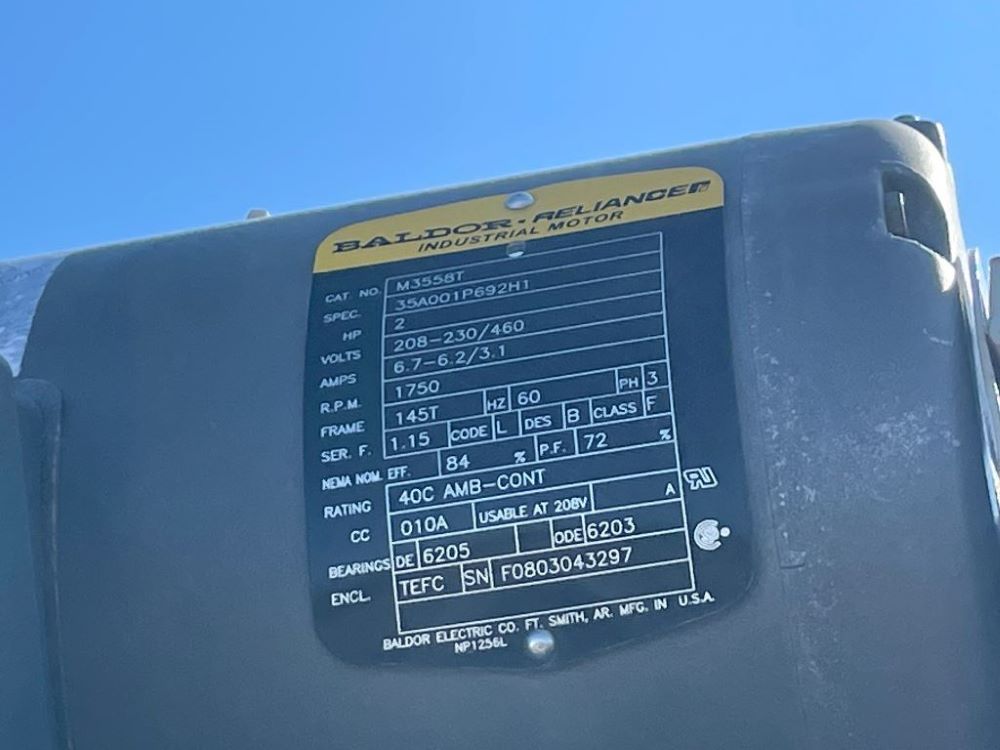 BALDOR • RELIANCER
INDUSTRIAL MOTOR
CAT. NO. M3558T
SPEC. 35A001P692H1
HP 2
VOLTS 208-230/460
AMPS 6.7-6.2/3.1
R.P.M. 1750
FRAME 145T HZ 60 PH 3
SER. F. 1.15 CODE L DES B CLASS F
NEMA NOM. EFF. 84 % P.F. 72 %
RATING 40C AMB-CONT
CC 010A USABLE AT 208V A
BEARINGS DE 6205 ODE 6203
ENCL. TEFC SN F0803043297
BALDOR ELECTRIC CO. FT. SMITH, AR. MFG. IN U.S.A.
NP1256L